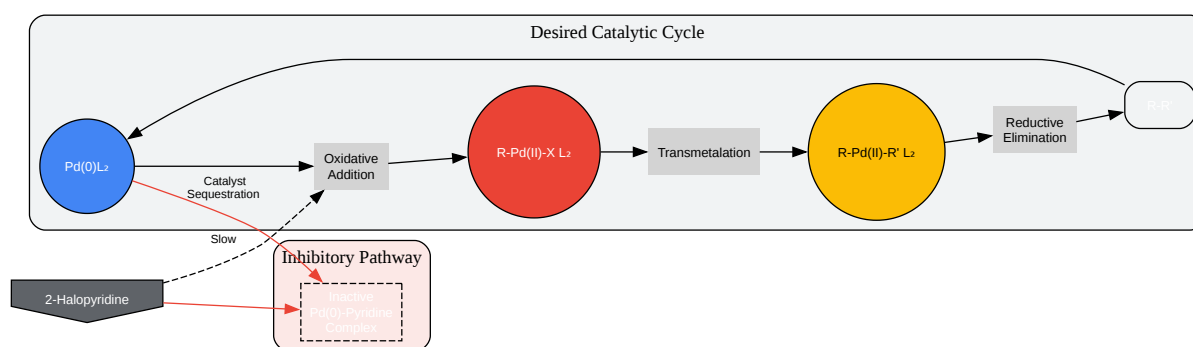 Desired Catalytic Cycle
Pd(0)L₂
Oxidative
Addition
R-Pd(II)-X L₂
Transmetalation
R-Pd(II)-R' L₂
Reductive
Elimination
R-R'
Catalyst
Sequestration
Slow
Inhibitory Pathway
2-Halopyridine
Inactive
Pd(0)-Pyridine
Complex